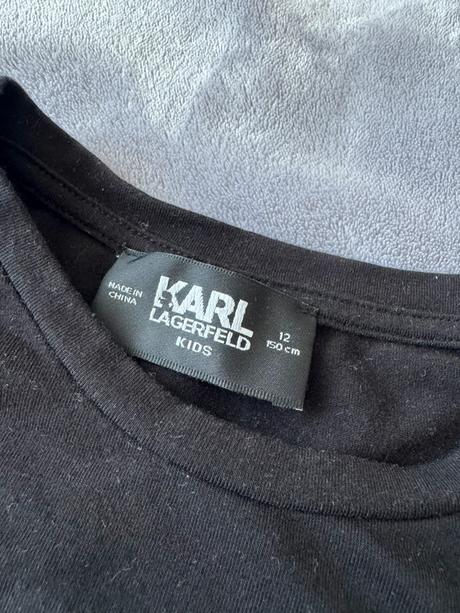 MADE IN
CHINA
KARL
LAGERFELD
KIDS
12
150 cm